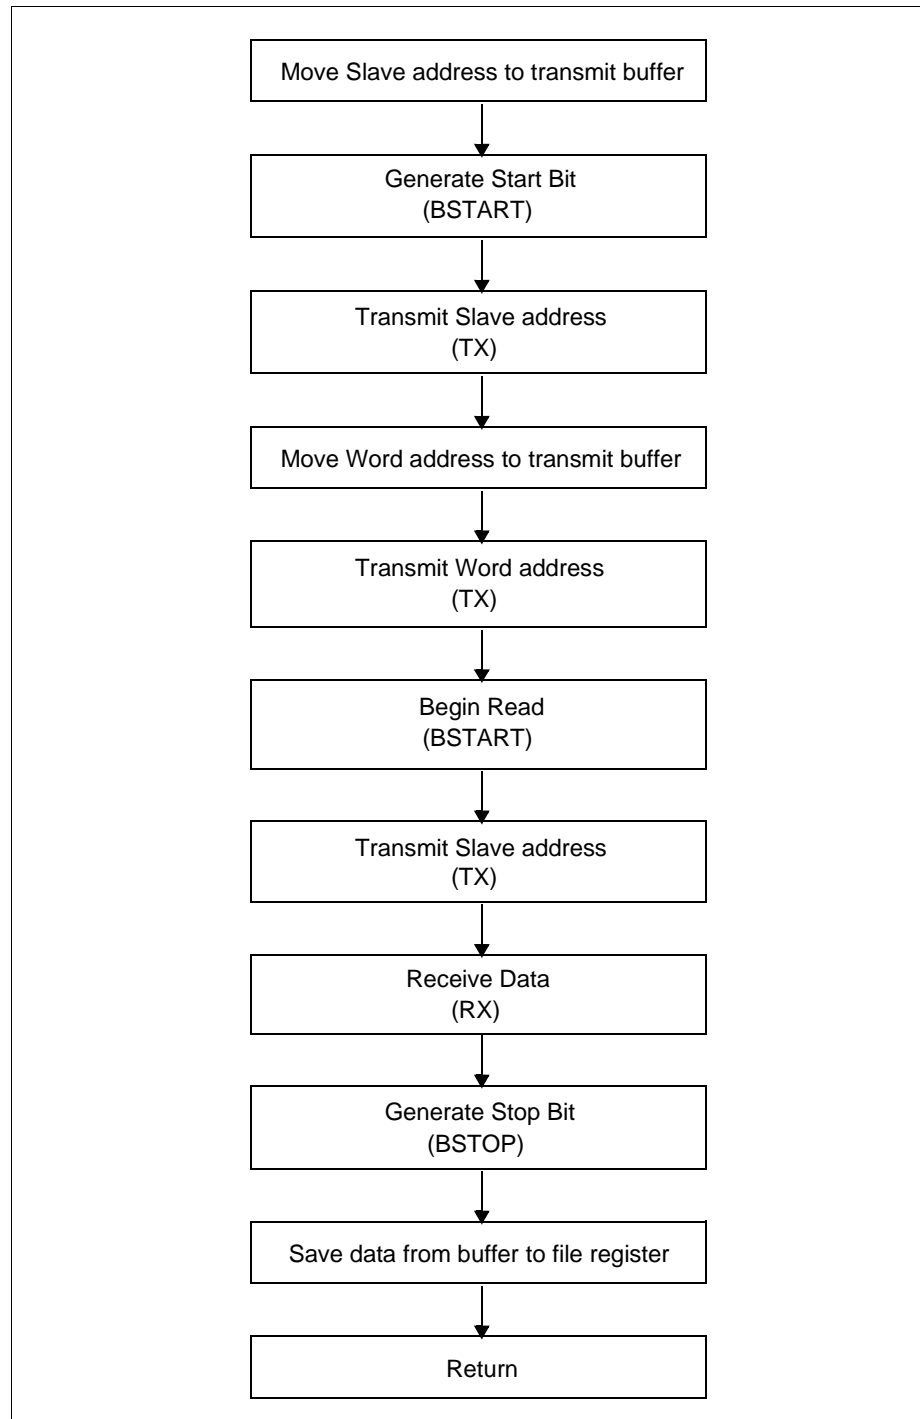 Move Slave address to transmit buffer
Generate Start Bit
(BSTART)
Transmit Slave address
(TX)
Move Word address to transmit buffer
Transmit Word address
(TX)
Begin Read
(BSTART)
Transmit Slave address
(TX)
Receive Data
(RX)
Generate Stop Bit
(BSTOP)
Save data from buffer to file register
Return